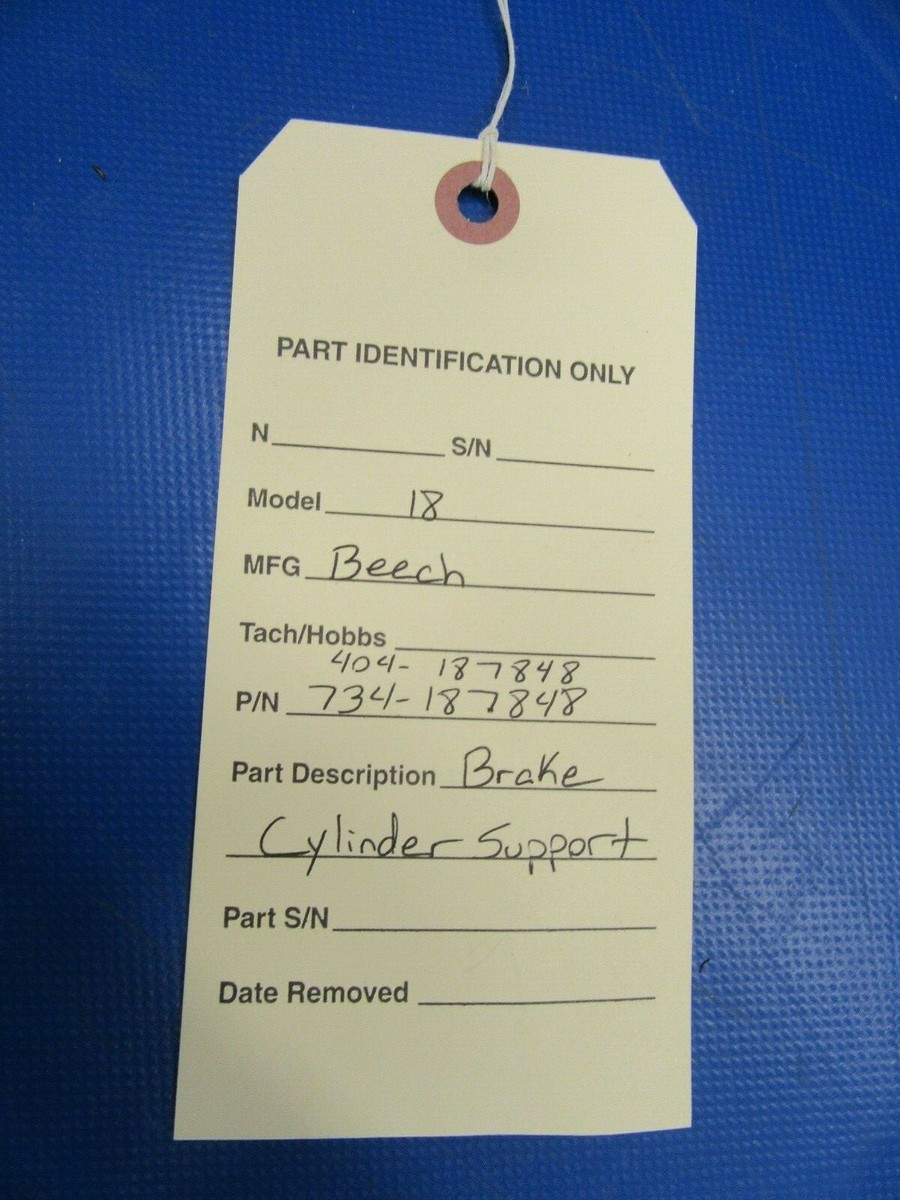 PART IDENTIFICATION ONLY
N S/N
Model 18
MFG Beech
Tach/Hobbs
404-187848
P/N 734-187848
Part Description Brake
Cylinder Support
Part S/N
Date Removed